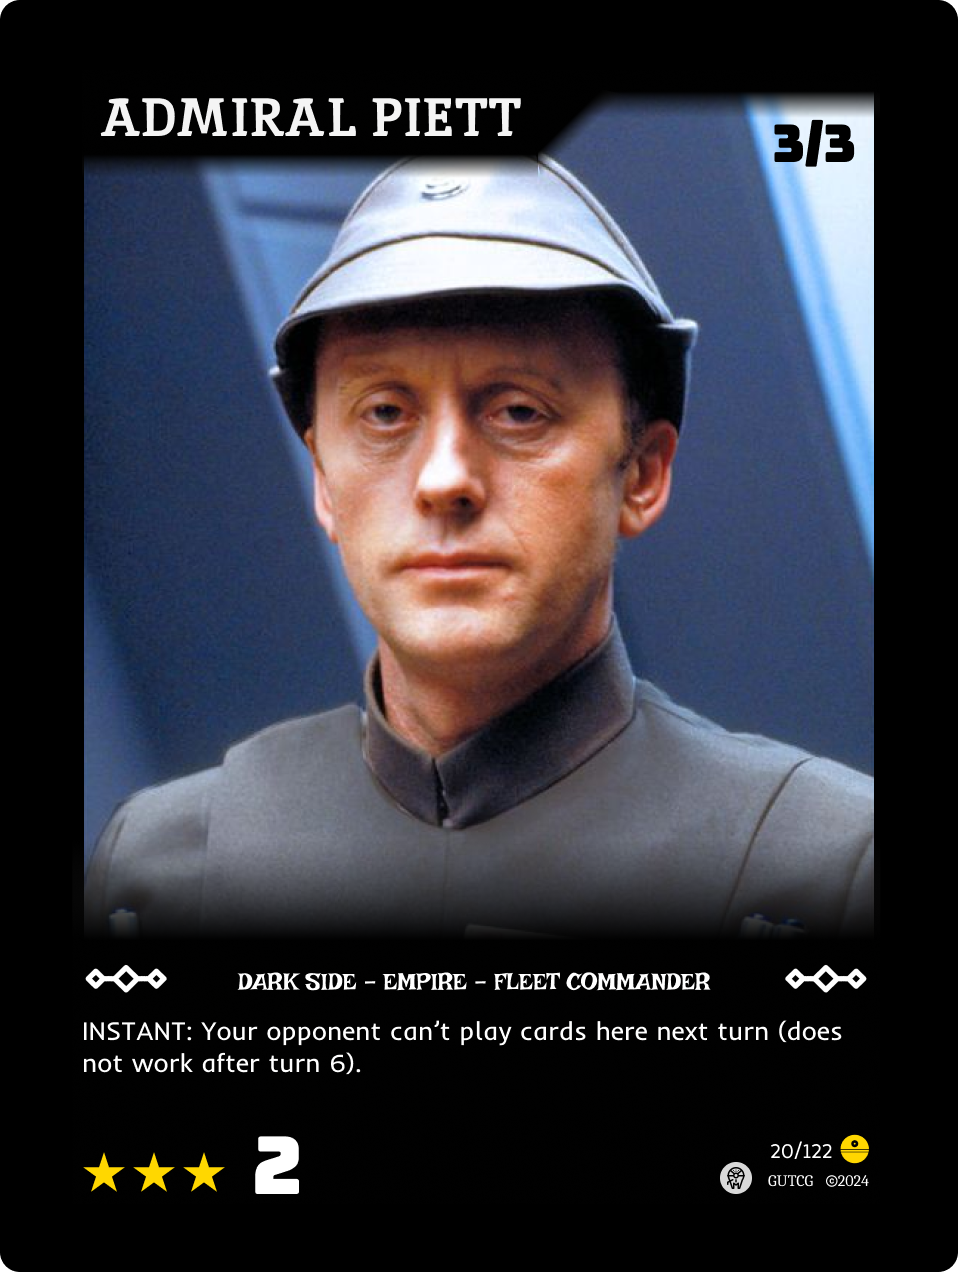 ADMIRAL PIETT
3/3
DARK SIDE – EMPIRE – FLEET COMMANDER
INSTANT: Your opponent can’t play cards here next turn (does
not work after turn 6).
2
20/122
GUTCG ©2024